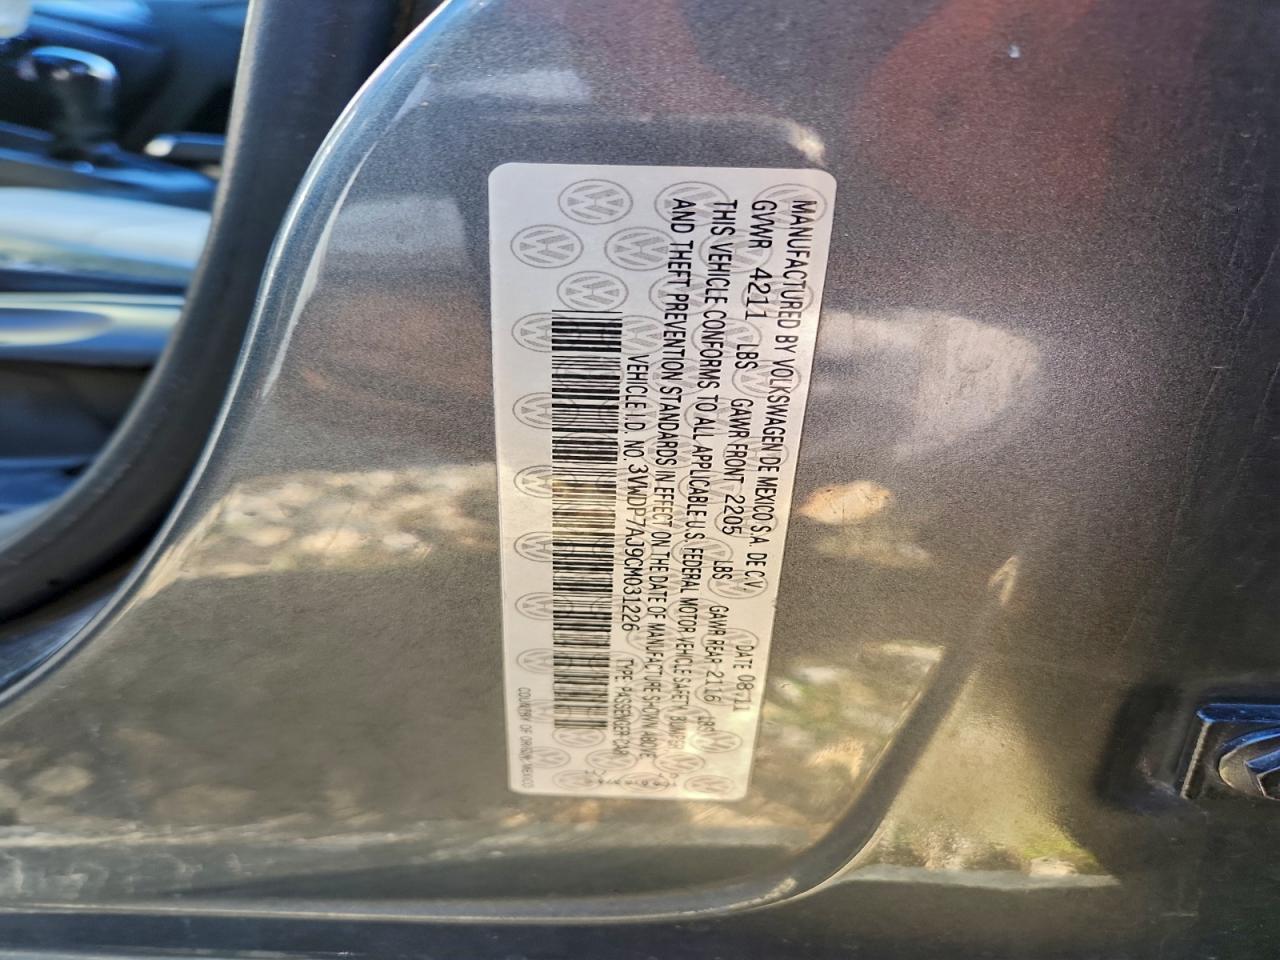 MANUFACTURED BY VOLKSWAGEN DE MEXICO S.A. DE C.V. DATE 08/11
GVWR 4211 LBS GAWR FRONT 2205 LBS GAWR REAR 2116 LBS
THIS VEHICLE CONFORMS TO ALL APPLICABLE U.S. FEDERAL MOTOR VEHICLE SAFETY, BUMPER,
AND THEFT PREVENTION STANDARDS IN EFFECT ON THE DATE OF MANUFACTURE SHOWN ABOVE.
VEHICLE I.D. NO. 3VWDP7AJ9CM031226 TYPE: PASSENGER CAR
COUNTRY OF ORIGIN: MEXICO